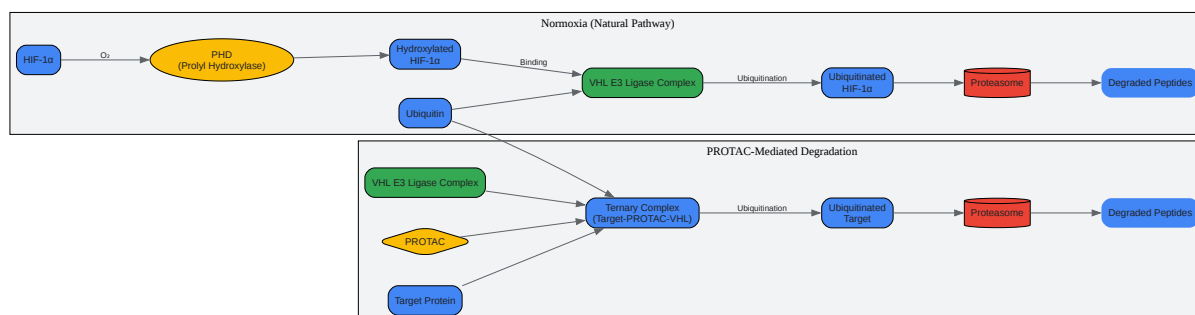 Normoxia (Natural Pathway)
HIF-1α
O₂
PHD
(Prolyl Hydroxylase)
Hydroxylated
HIF-1α
Binding
VHL E3 Ligase Complex
Ubiquitination
Ubiquitinated
HIF-1α
Proteasome
Degraded Peptides
Ubiquitin
PROTAC-Mediated Degradation
VHL E3 Ligase Complex
PROTAC
Target Protein
Ternary Complex
(Target-PROTAC-VHL)
Ubiquitination
Ubiquitinated
Target
Proteasome
Degraded Peptides